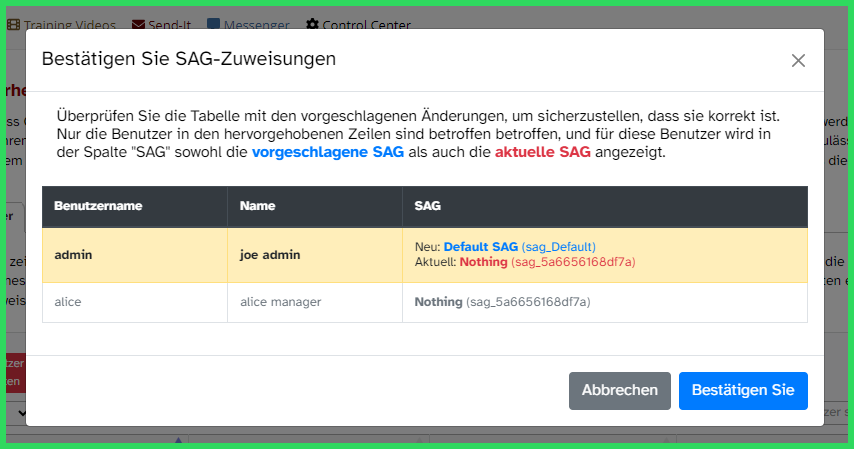 Training Videos Send-It Messenger Control Center
Bestätigen Sie SAG-Zuweisungen
Überprüfen Sie die Tabelle mit den vorgeschlagenen Änderungen, um sicherzustellen, dass sie korrekt ist.
Nur die Benutzer in den hervorgehobenen Zeilen sind betroffen betroffen, und für diese Benutzer wird in
der Spalte "SAG" sowohl die vorgeschlagene SAG als auch die aktuelle SAG angezeigt.
Benutzername Name SAG
admin joe admin Neu: Default SAG (sag_Default)
Aktuell: Nothing (sag_5a6656168df7a)
alice alice manager Nothing (sag_5a6656168df7a)
Abbrechen Bestätigen Sie